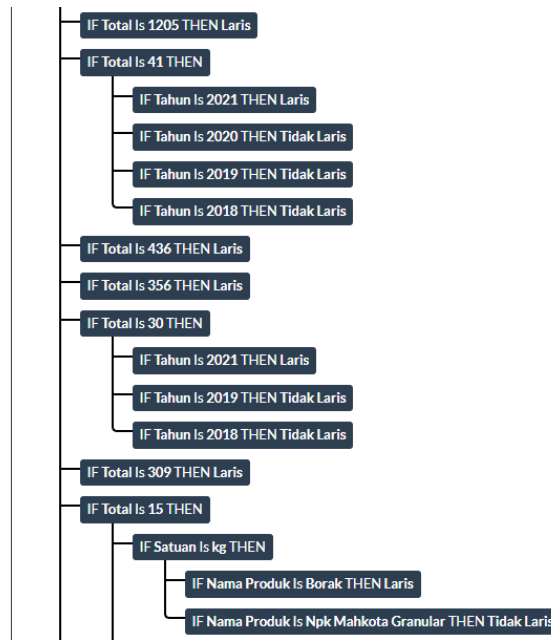 IF Total Is 1205 THEN Laris
IF Total Is 41 THEN
IF Tahun Is 2021 THEN Laris
IF Tahun Is 2020 THEN Tidak Laris
IF Tahun Is 2019 THEN Tidak Laris
IF Tahun Is 2018 THEN Tidak Laris
IF Total Is 436 THEN Laris
IF Total Is 356 THEN Laris
IF Total Is 30 THEN
IF Tahun Is 2021 THEN Laris
IF Tahun Is 2019 THEN Tidak Laris
IF Tahun Is 2018 THEN Tidak Laris
IF Total Is 309 THEN Laris
IF Total Is 15 THEN
IF Satuan Is kg THEN
IF Nama Produk Is Borak THEN Laris
IF Nama Produk Is Npk Mahkota Granular THEN Tidak Laris